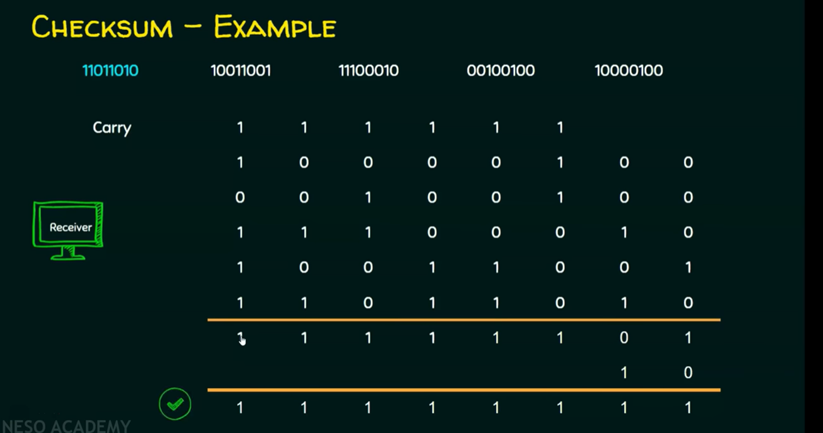 CHECKSUM – EXAMPLE
11011010 10011001 11100010 00100100 10000100
Carry 1 1 1 1 1 1
1 0 0 0 0 1 0 0
0 0 1 0 0 1 0 0
Receiver 1 1 1 0 0 0 1 0
1 0 0 1 1 0 0 1
1 1 0 1 1 0 1 0
1 1 1 1 1 1 0 1
1 0
1 1 1 1 1 1 1 1
NESO ACADEMY